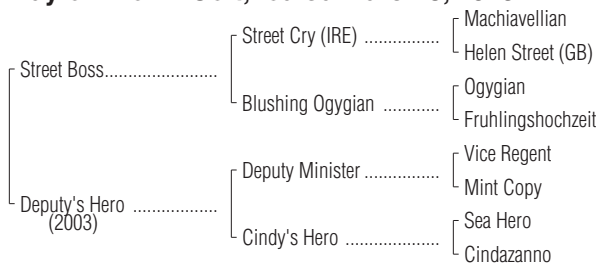 Machiavellian
Street Cry (IRE) ................
Helen Street (GB)
Street Boss........................
Ogygian
Blushing Ogygian ............
Fruhlingshochzeit
Vice Regent
Deputy Minister ................
Mint Copy
Deputy's Hero ..................
(2003)
Sea Hero
Cindy's Hero ....................
Cindazanno